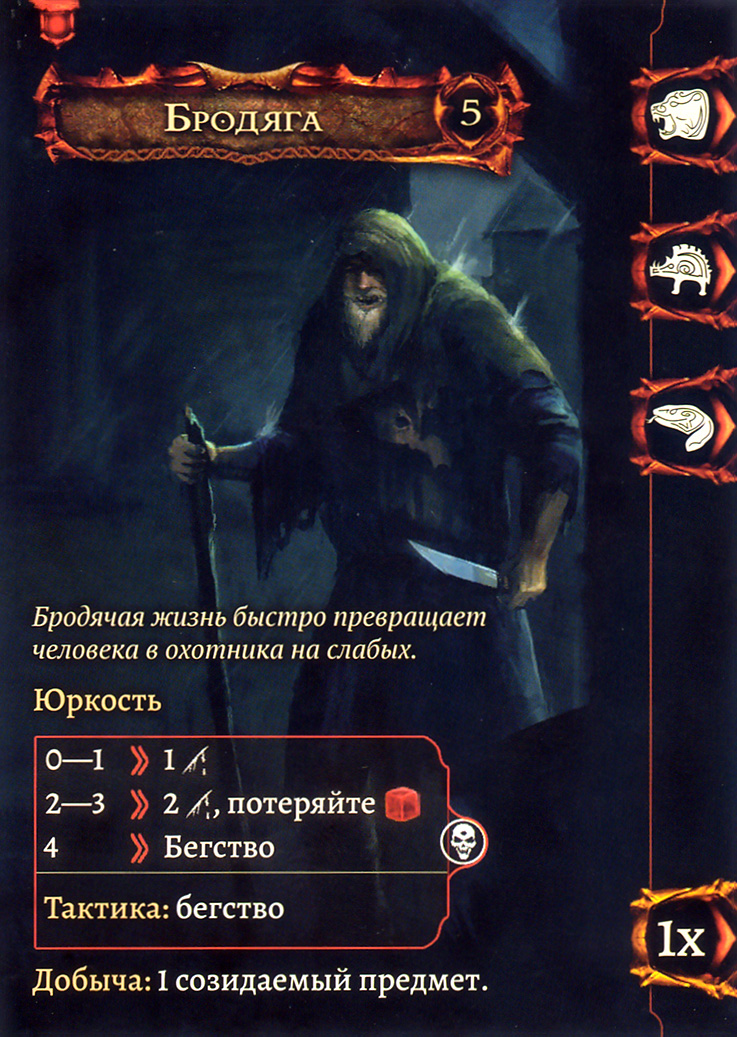 Бродяга 5
Бродячая жизнь быстро превращает
человека в охотника на слабых.
Юркость
0—1 1
2—3 2 , потеряйте
4 Бегство
Тактика: бегство
1x
Добыча: 1 созидаемый предмет.